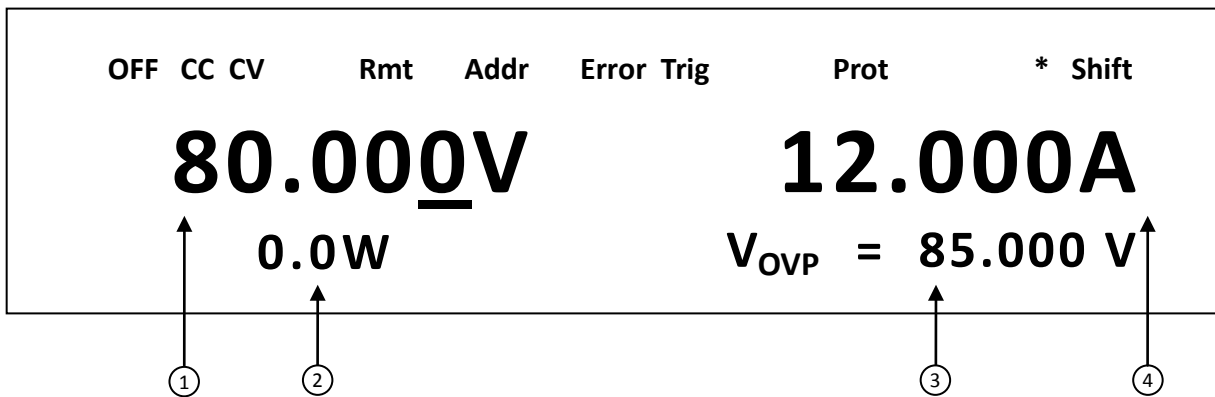 OFF CC CV Rmt Addr Error Trig Prot * Shift
80.000V 12.000A
0.0W VOVP = 85.000 V
1 2 3 4